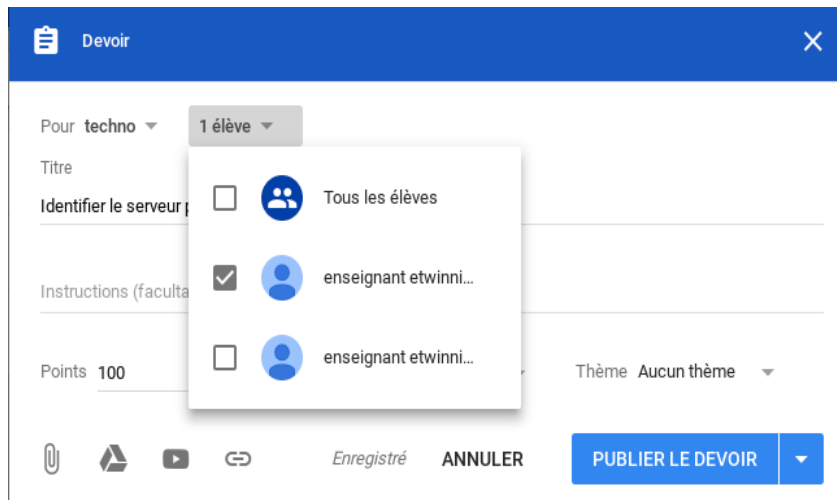 Devoir
Pour techno 1 élève
Titre
Tous les élèves
Identifier le serveur
enseignant etwinni...
Instructions (faculta
enseignant etwinni...
Points 100 Thème Aucun thème
Enregistré ANNULER PUBLIER LE DEVOIR